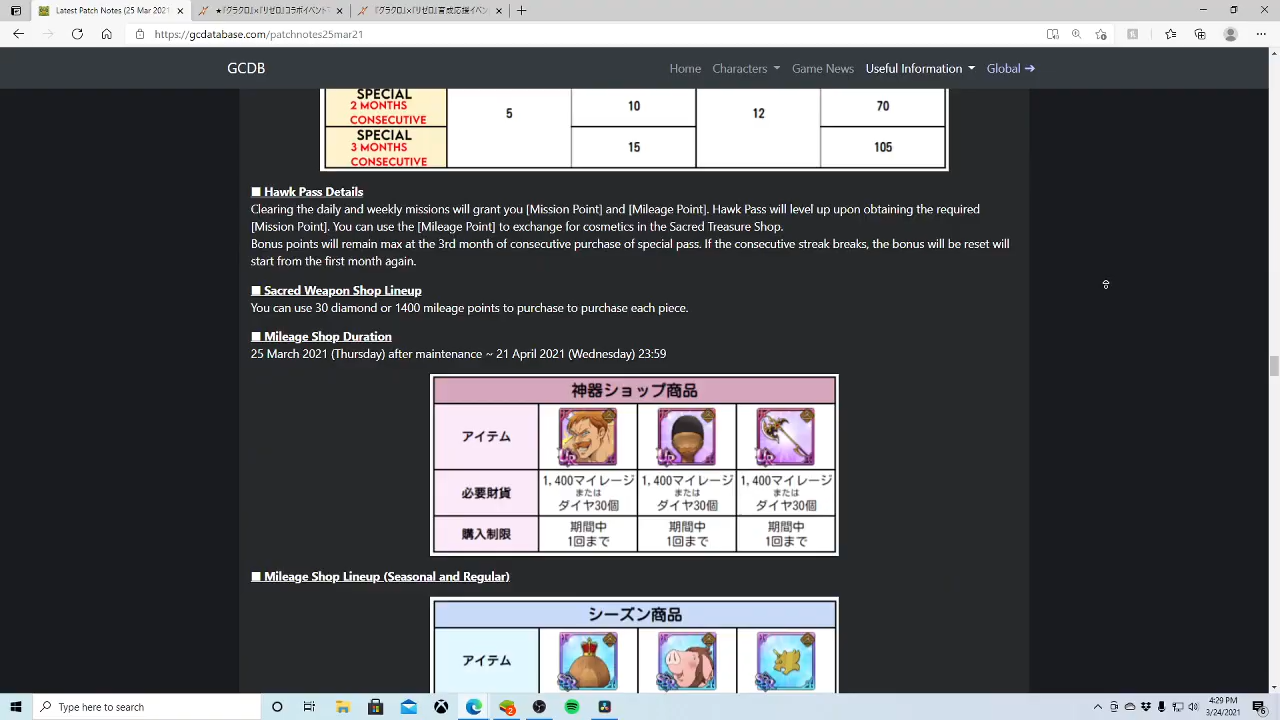 Latest Patch Notes (25 Mar 2021
★『グラクロ』×『リゼロ』コラボイベント
『グラクロ』×『リゼロ』育成応援イベン
https://gcdatabase.com/patchnotes25mar21
GCDB
Home Characters Game News Useful Information Global →
SPECIAL
2 MONTHS
CONSECUTIVE
5 10 12 70
SPECIAL
3 MONTHS
CONSECUTIVE
15 105
■ Hawk Pass Details
Clearing the daily and weekly missions will grant you [Mission Point] and [Mileage Point]. Hawk Pass will level up upon obtaining the required
[Mission Point]. You can use the [Mileage Point] to exchange for cosmetics in the Sacred Treasure Shop.
Bonus points will remain max at the 3rd month of consecutive purchase of special pass. If the consecutive streak breaks, the bonus will be reset will
start from the first month again.
■ Sacred Weapon Shop Lineup
You can use 30 diamond or 1400 mileage points to purchase to purchase each piece.
■ Mileage Shop Duration
25 March 2021 (Thursday) after maintenance ~ 21 April 2021 (Wednesday) 23:59
神器ショップ商品
アイテム
UR UR UR
必要財貨
1,400マイレージ 1,400マイレージ 1,400マイレージ
または または または
ダイヤ30個 ダイヤ30個 ダイヤ30個
購入制限
期間中 期間中 期間中
1回まで 1回まで 1回まで
■ Mileage Shop Lineup (Seasonal and Regular)
シーズン商品
アイテム
Type here to search
2
4:29 PM
3/24/2021
6